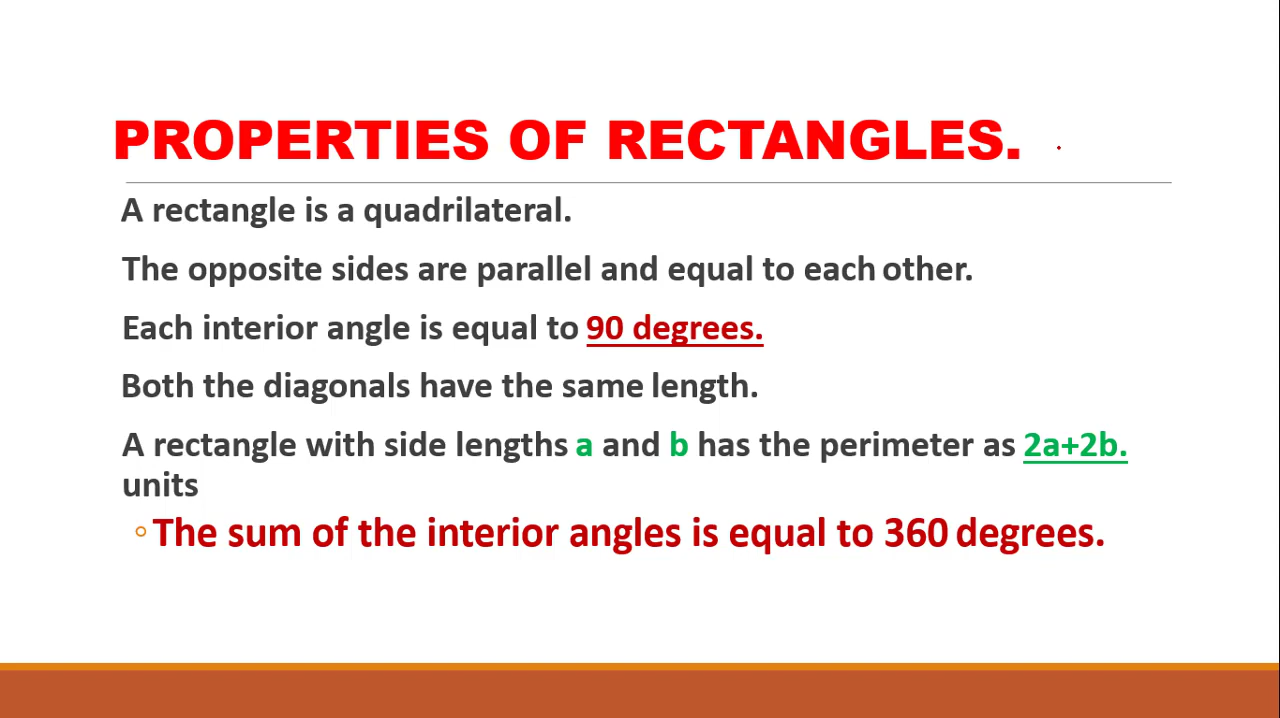 PROPERTIES OF RECTANGLES.
A rectangle is a quadrilateral.
The opposite sides are parallel and equal to each other.
Each interior angle is equal to 90 degrees.
Both the diagonals have the same length.
A rectangle with side lengths a and b has the perimeter as 2a+2b.
units
◦The sum of the interior angles is equal to 360 degrees.